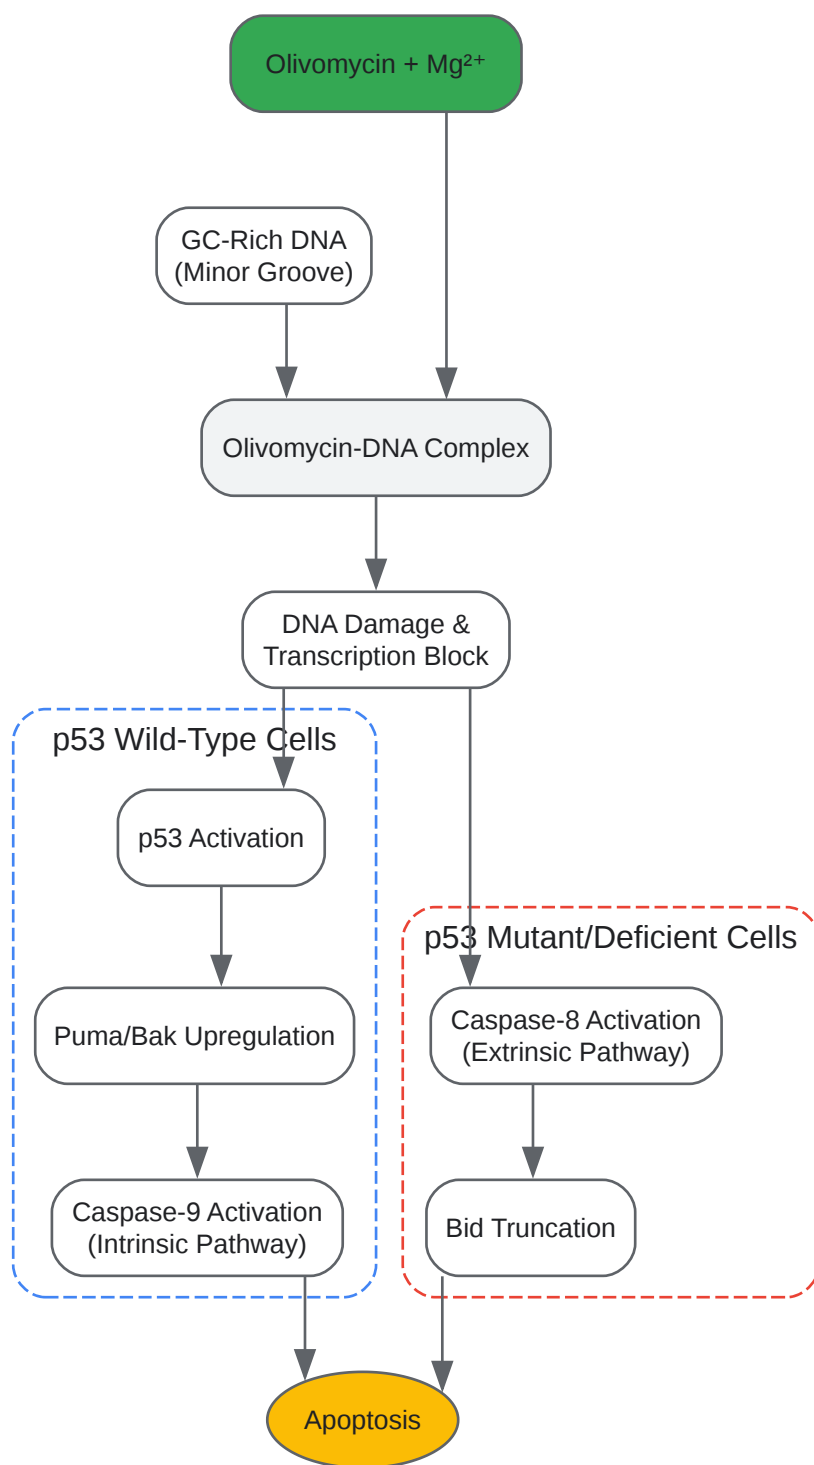 Olivomycin + Mg²⁺
GC-Rich DNA
(Minor Groove)
Olivomycin-DNA Complex
DNA Damage &
Transcription Block
p53 Wild-Type Cells
p53 Activation
Puma/Bak Upregulation
Caspase-9 Activation
(Intrinsic Pathway)
p53 Mutant/Deficient Cells
Caspase-8 Activation
(Extrinsic Pathway)
Bid Truncation
Apoptosis